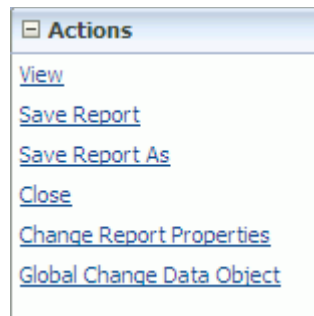 Actions
View
Save Report
Save Report As
Close
Change Report Properties
Global Change Data Object